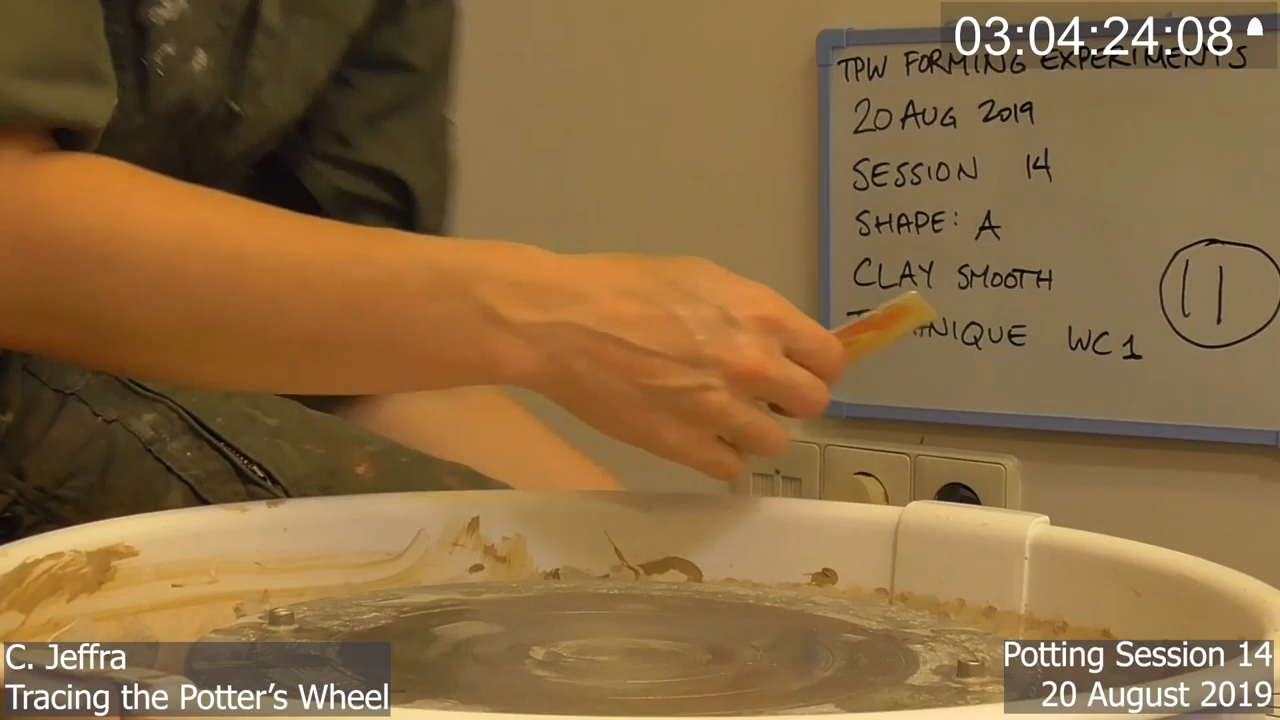 03:04:24:08
TPW FORMING EXPERIMENTS
20 AUG 2019
SESSION 14
SHAPE: A
CLAY SMOOTH
11
WC1
C. Jeffra
Tracing the Potter's Wheel
Potting Session 14
20 August 2019